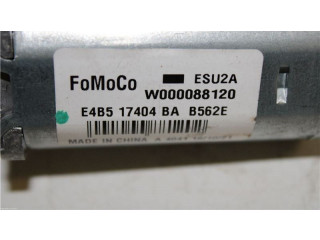 FoMoCo ESU2A
W000088120
E4B5 17404 BA B562E
MADE IN CHINA